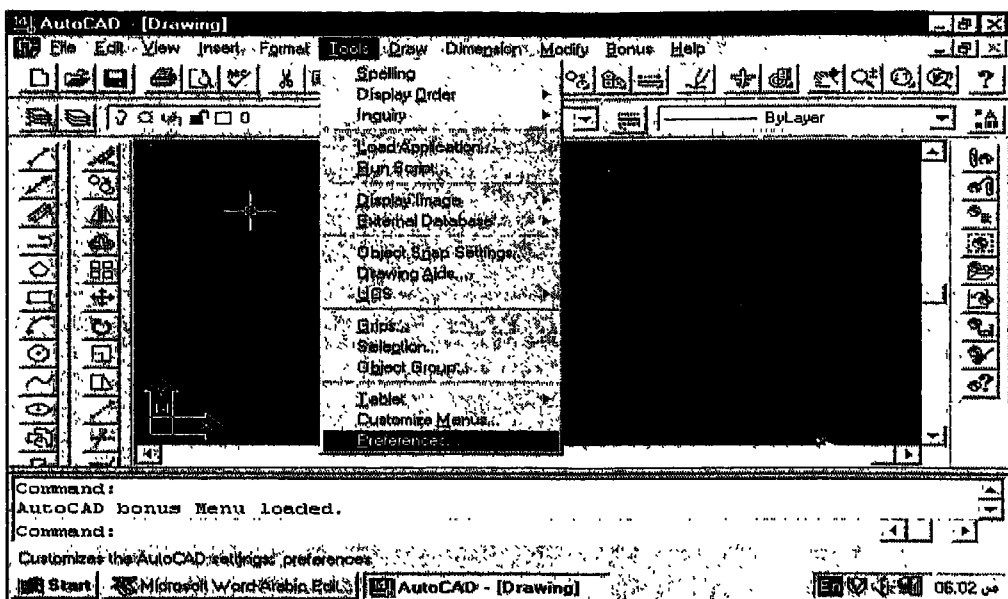 AutoCAD - [Drawing]
File Edit View Insert Format Tools Draw Dimension Modify Bonus Help
Spelling
Display Order
Inquiry
0
ByLayer
Load Application...
Run Script...
Display Image
External Database
Object Snap Settings...
Drawing Aids...
UCS
Grips...
Selection...
Object Group...
Tablet
Customize Menus...
Preferences...
Command:
AutoCAD bonus Menu loaded.
Command:
Customizes the AutoCAD settings: preferences
Start Microsoft Word Arabic Edi... AutoCAD - [Drawing] 06:02 ص